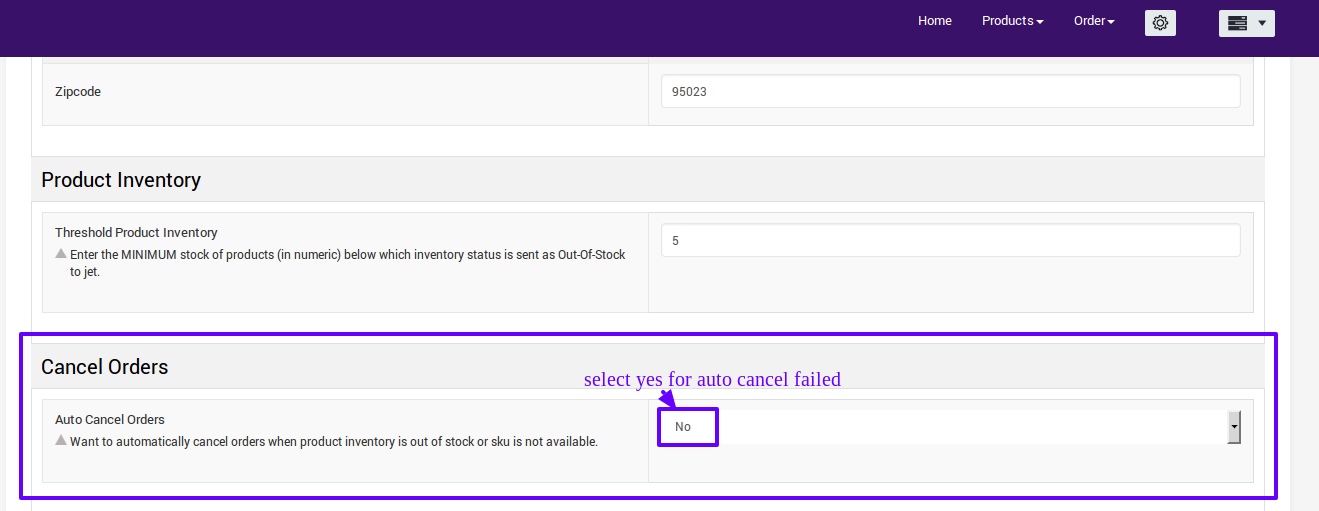 Home Products Order
Zipcode
95023
Product Inventory
Threshold Product Inventory
5
Enter the MINIMUM stock of products (in numeric) below which inventory status is sent as Out-Of-Stock
to jet.
Cancel Orders
select yes for auto cancel failed
Auto Cancel Orders
No
Want to automatically cancel orders when product inventory is out of stock or sku is not available.